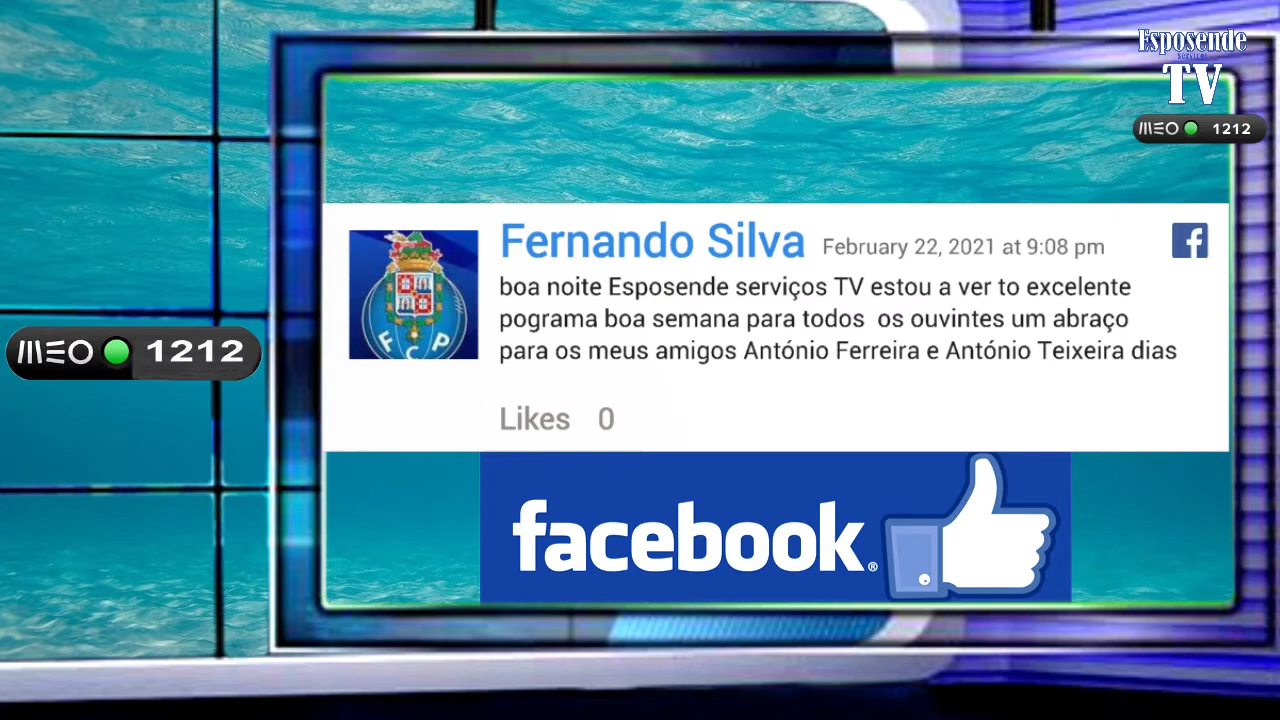 Esposende
TV
MEO 1212
Fernando Silva February 22, 2021 at 9:08 pm
boa noite Esposende serviços TV estou a ver to excelente
pograma boa semana para todos os ouvintes um abraço
para os meus amigos António Ferreira e António Teixeira dias
FCP
MEO 1212
Likes 0
facebook®